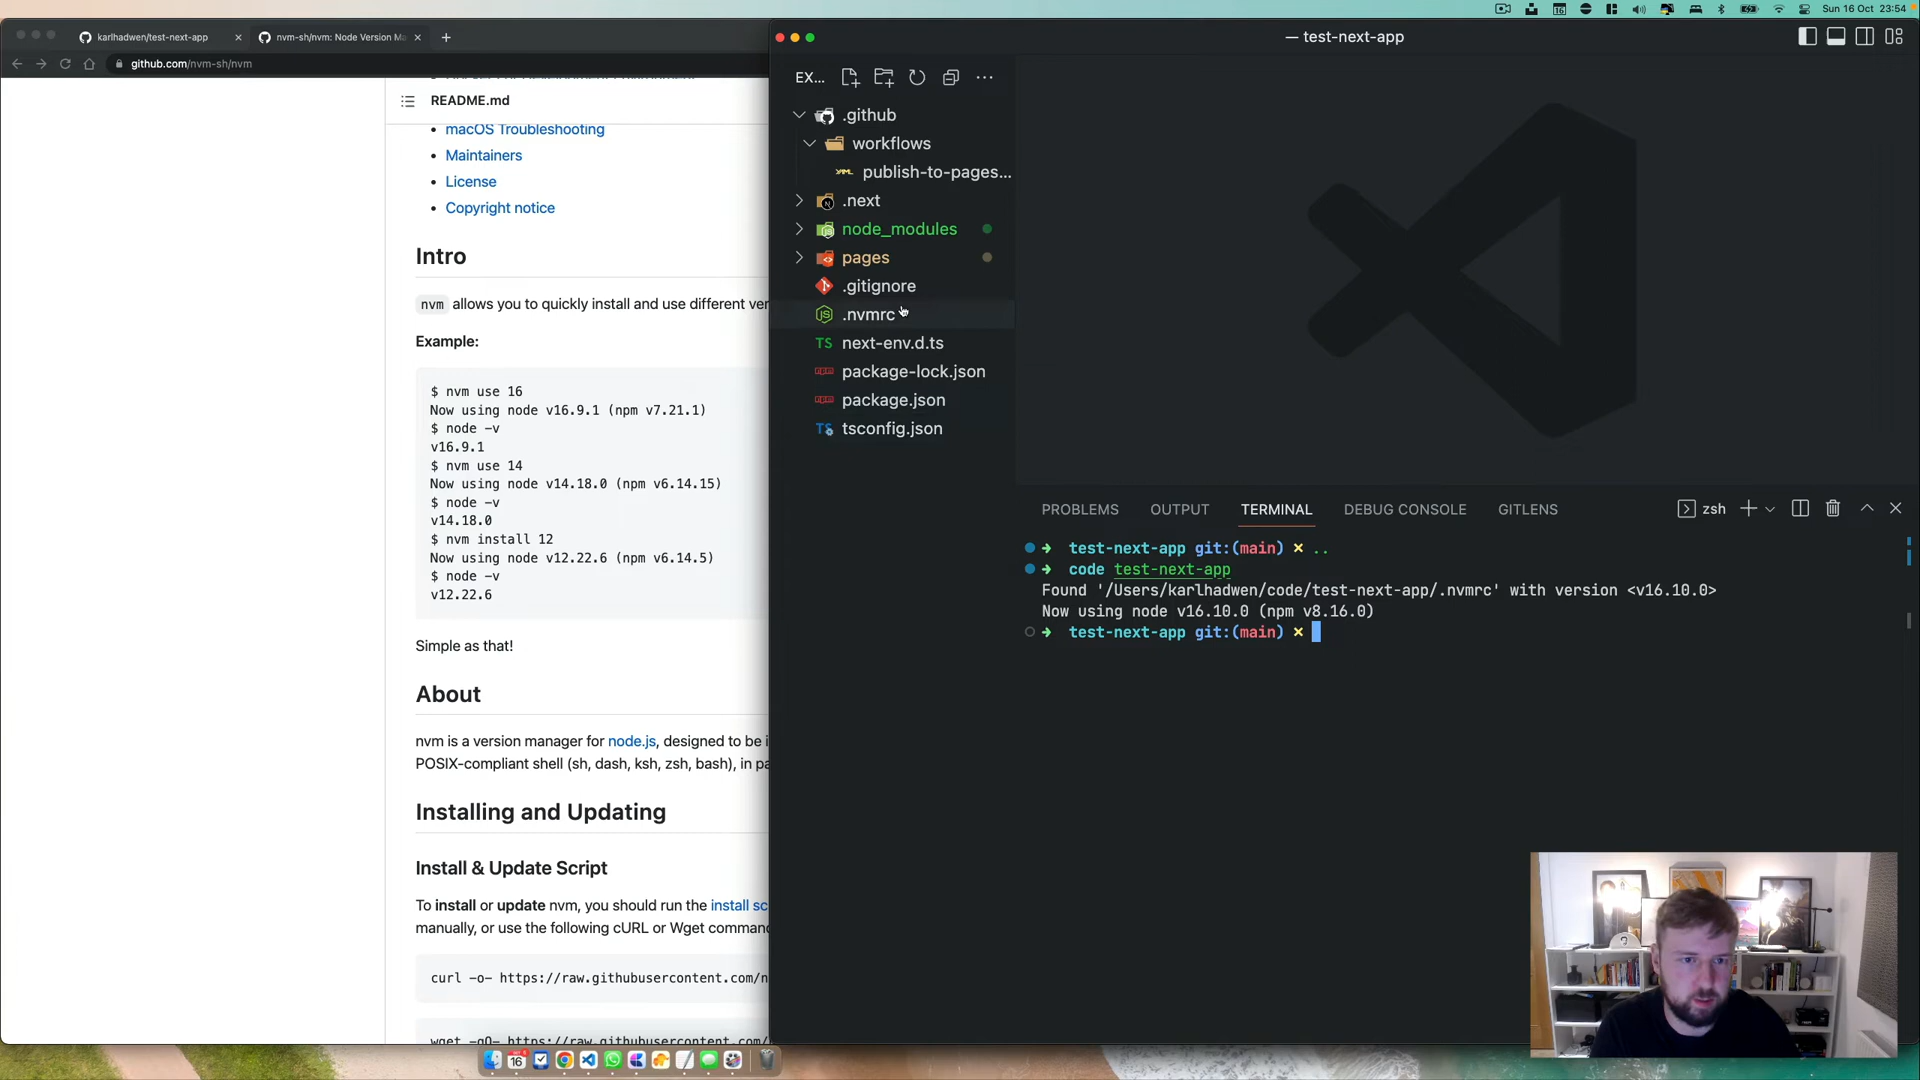 Sun 16 Oct 23:54
karlhadwen/test-next-app
nvm-sh/nvm: Node Version Ma
github.com/nvm-sh/nvm
README.md
macOS Troubleshooting
Maintainers
License
Copyright notice
Intro
nvm allows you to quickly install and use different ver
Example:
$ nvm use 16
Now using node v16.9.1 (npm v7.21.1)
$ node -v
v16.9.1
$ nvm use 14
Now using node v14.18.0 (npm v6.14.15)
$ node -v
v14.18.0
$ nvm install 12
Now using node v12.22.6 (npm v6.14.5)
$ node -v
v12.22.6
Simple as that!
About
nvm is a version manager for node.js, designed to be i
POSIX-compliant shell (sh, dash, ksh, zsh, bash), in pa
Installing and Updating
Install & Update Script
To install or update nvm, you should run the install sc
manually, or use the following cURL or Wget command
curl -o- https://raw.githubusercontent.com/n
wget -qO- https://raw.githubusercontent.com/
— test-next-app
EX...
.github
workflows
publish-to-pages...
.next
node_modules
pages
.gitignore
.nvmrc
TS next-env.d.ts
package-lock.json
package.json
TS tsconfig.json
PROBLEMS OUTPUT TERMINAL DEBUG CONSOLE GITLENS zsh
test-next-app git:(main) × ..
code test-next-app
Found '/Users/karlhadwen/code/test-next-app/.nvmrc' with version <v16.10.0>
Now using node v16.10.0 (npm v8.16.0)
test-next-app git:(main) ×
16